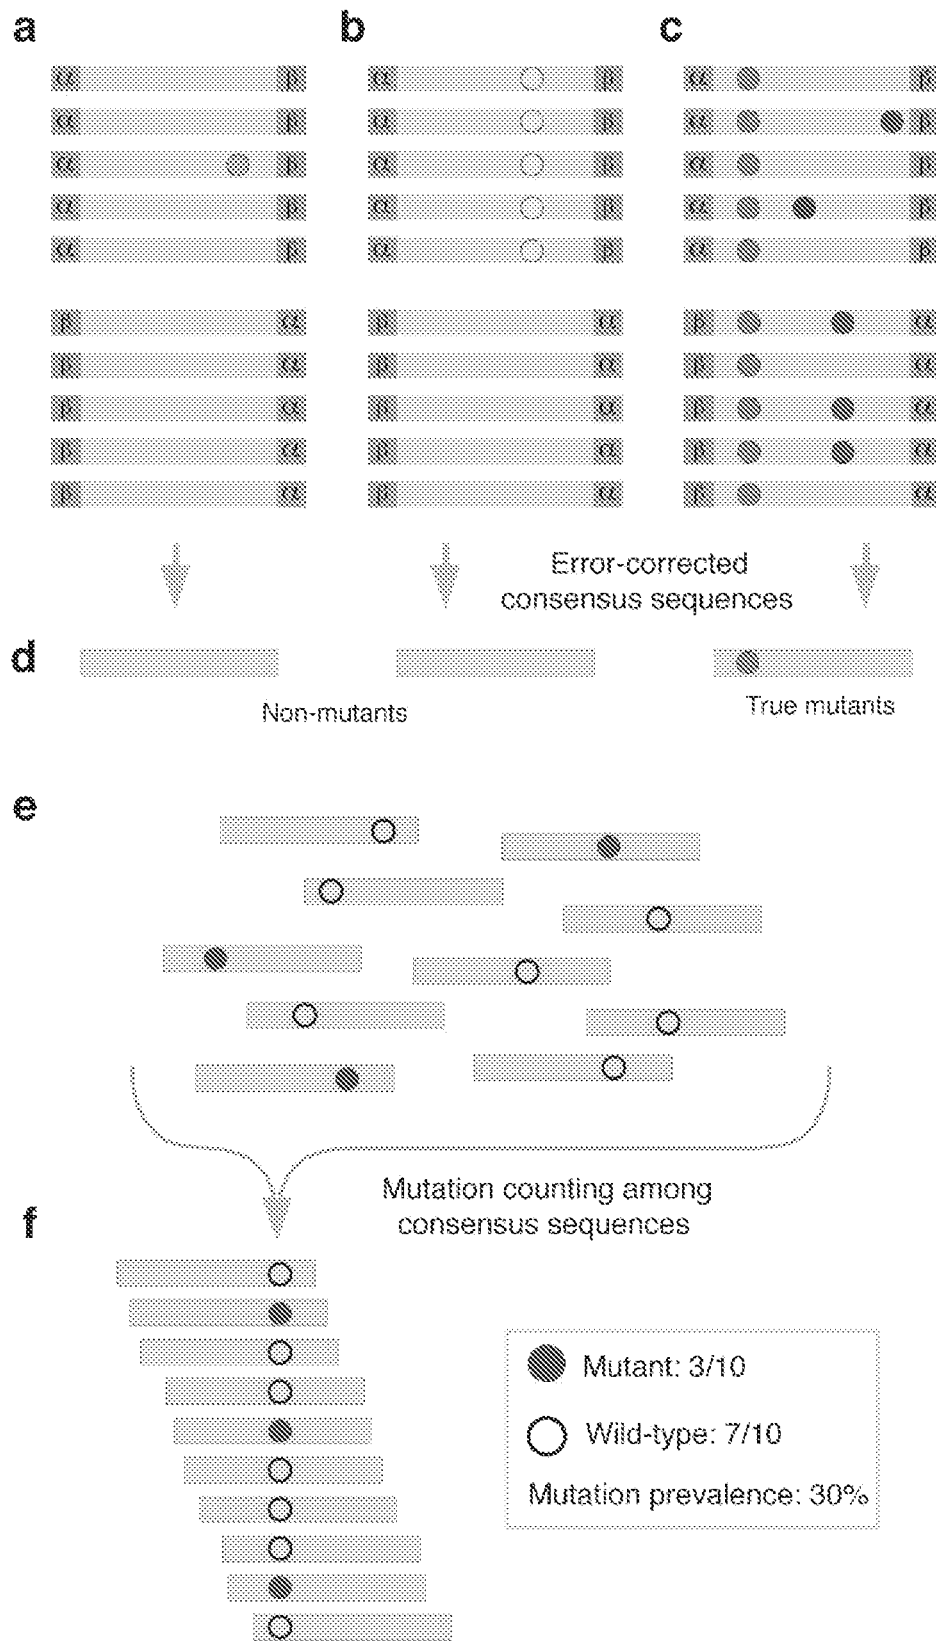 a b c
α β α β α β
α β α β α β
α β α β α β
α β α β α β
α β α β α β
β α β α β α
β α β α β α
β α β α β α
β α β α β α
β α β α β α
Error-corrected
consensus sequences
d
Non-mutants
True mutants
e
Mutation counting among
consensus sequences
f
Mutant: 3/10
Wild-type: 7/10
Mutation prevalence: 30%